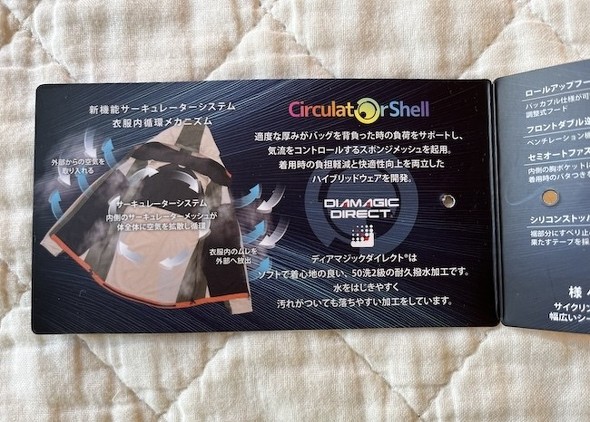 新機能サーキュレーターシステム
衣服内循環メカニズム
外部からの空気を
取り入れる
サーキュレーターシステム
内側のサーキュレーターメッシュが
体全体に空気を拡散し循環
衣服内のムレを
外部へ放出
CirculatorShell
適度な厚みがバッグを背負った時の負荷をサポートし、
気流をコントロールするスポンジメッシュを起用。
着用時の負担軽減と快適性向上を両立した
ハイブリッドウェアを開発。
DIAMAGIC
DIRECT®
ディアマジックダイレクト®は
ソフトで着心地の良い、50洗2級の耐久撥水加工です。
水をはじきやすく
汚れがついても落ちやすい加工をしています。
ロールアップフー
パッカブル仕様が可
調整式フード
フロントダブル逆
ベンチレーション
セミオートファス
内側の胸ポケットに
着用時のバタつきを
シリコンストッパ
裾部分にすべり止
果たすテープを採
様々
サイクリン
幅広いシー